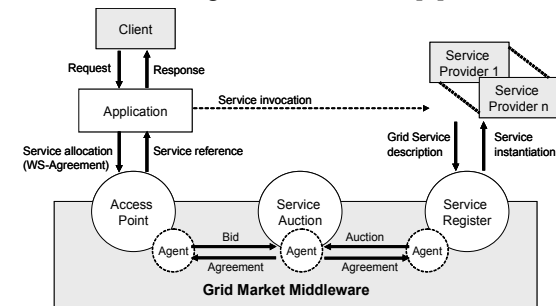 Client
Request
Response
Service
Provider 1
Service
Provider n
Application
Service invocation
Service allocation
(WS-Agreement)
Service reference
Grid Service
description
Service
instantiation
Access
Point
Service
Auction
Service
Register
Agent
Bid
Agreement
Agent
Auction
Agreement
Agent
Grid Market Middleware